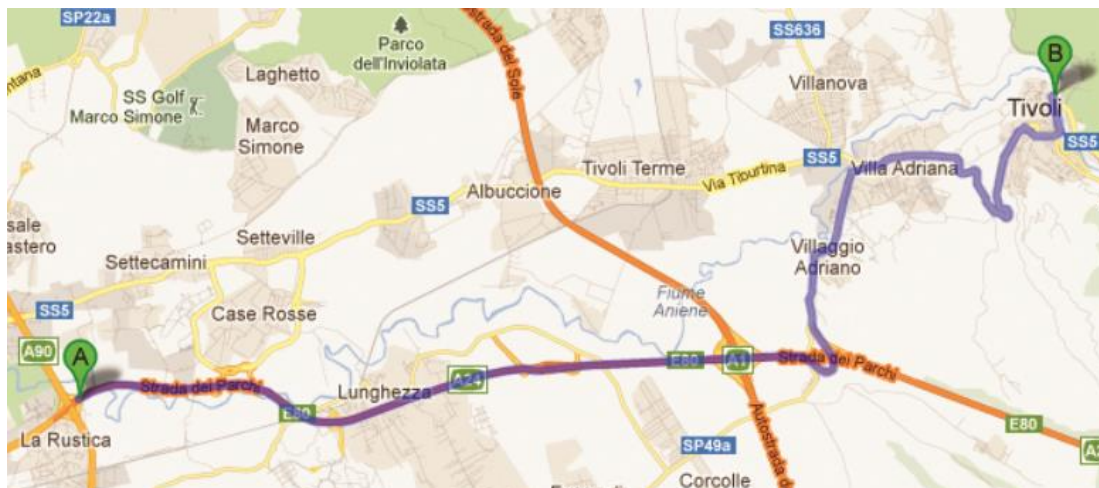 SP22a
Parco
dell'Inviolata
strada del Sole
SS636
B
Laghetto
Villanova
SS Golf
Marco Simone
Tivoli
Marco
Simone
SS5
Tivoli Terme
SS5
Villa Adriana
Albuccione
Via Tiburtina
SS5
Setteville
Villaggio
Adriano
Settecamini
Fiume
Aniene
SS5
Case Rosse
A90
A
E80
A1
Strada dei Parchi
Strada dei Parchi
A24
Lunghezza
E80
La Rustica
Autostrada de
E80
SP49a
Corcolle